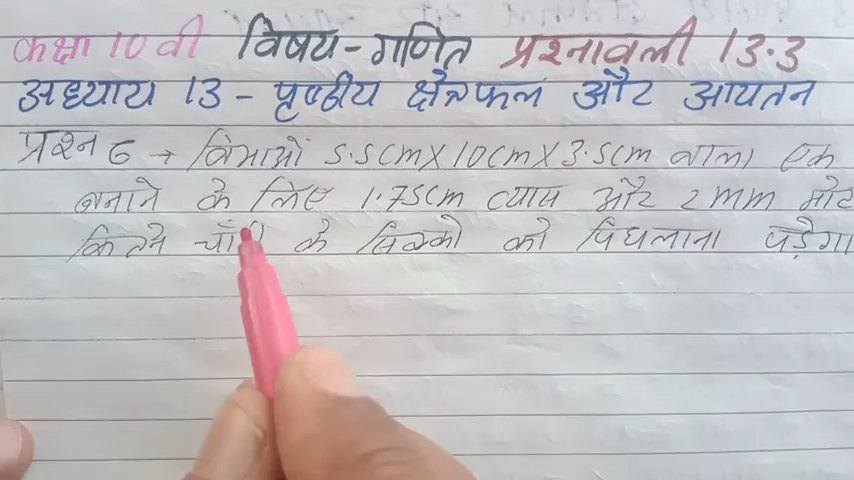 कक्षा 10 वी विषय-गणित प्रश्नावली 13.3
अध्याय 13 - पृष्ठीय क्षेत्रफल और आयतन
प्रश्न 6 → विमाओं 5.5cm×10cm×3.5cm वाला एक
बनाने के लिए 1.75cm व्यास और 2mm मोटे
कितने के सिक्को को पिघलाना पड़ेगा